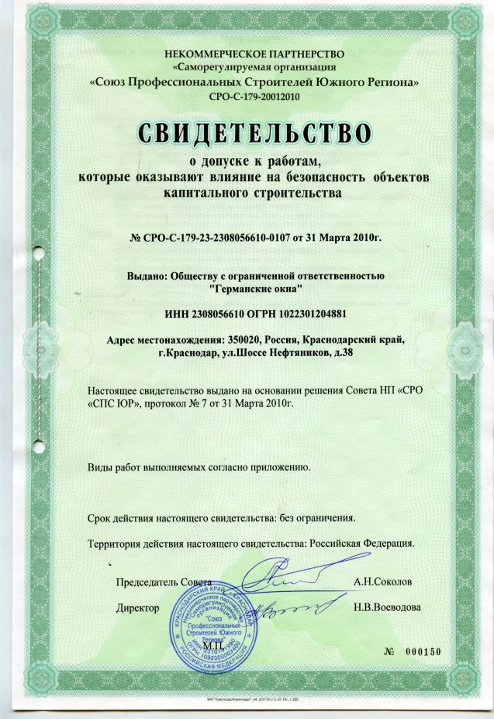 НЕКОММЕРЧЕСКОЕ ПАРТНЕРСТВО
«Саморегулируемая организация
«Союз Профессиональных Строителей Южного Региона»
СРО-С-179-20012010
СВИДЕТЕЛЬСТВО
о допуске к работам,
которые оказывают влияние на безопасность объектов
капитального строительства
№ СРО-С-179-23-2308056610-0107 от 31 Марта 2010г.
Выдано: Обществу с ограниченной ответственностью
"Германские окна"
ИНН 2308056610 ОГРН 1022301204881
Адрес местонахождения: 350020, Россия, Краснодарский край,
г.Краснодар, ул.Шоссе Нефтяников, д.38
Настоящее свидетельство выдано на основании решения Совета НП «СРО
«СПС ЮР», протокол № 7 от 31 Марта 2010г.
Виды работ выполняемых согласно приложению.
Срок действия настоящего свидетельства: без ограничения.
Территория действия настоящего свидетельства: Российская Федерация.
Председатель Совета
А.Н.Соколов
Директор
Н.В.Воеводова
"Союз
Профессиональных
Строителей Южного
Региона"
М.П.
№ 000150